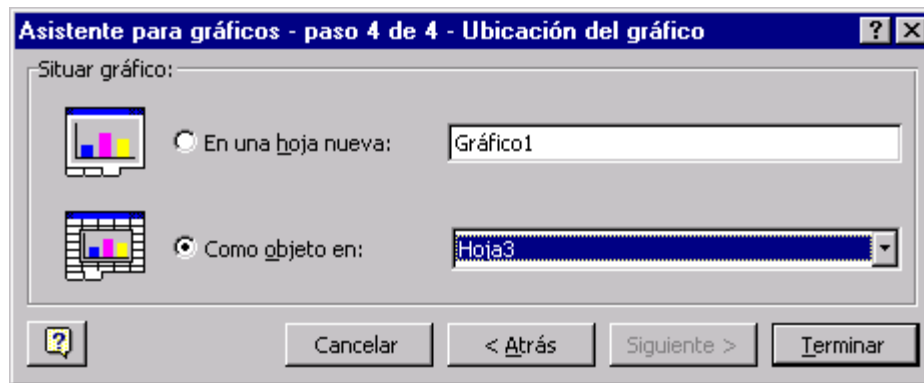 Asistente para gráficos - paso 4 de 4 - Ubicación del gráfico ? ×
Situar gráfico:
En una hoja nueva: Gráfico1
Como objeto en: Hoja3
? Cancelar < Atrás Siguiente > Terminar